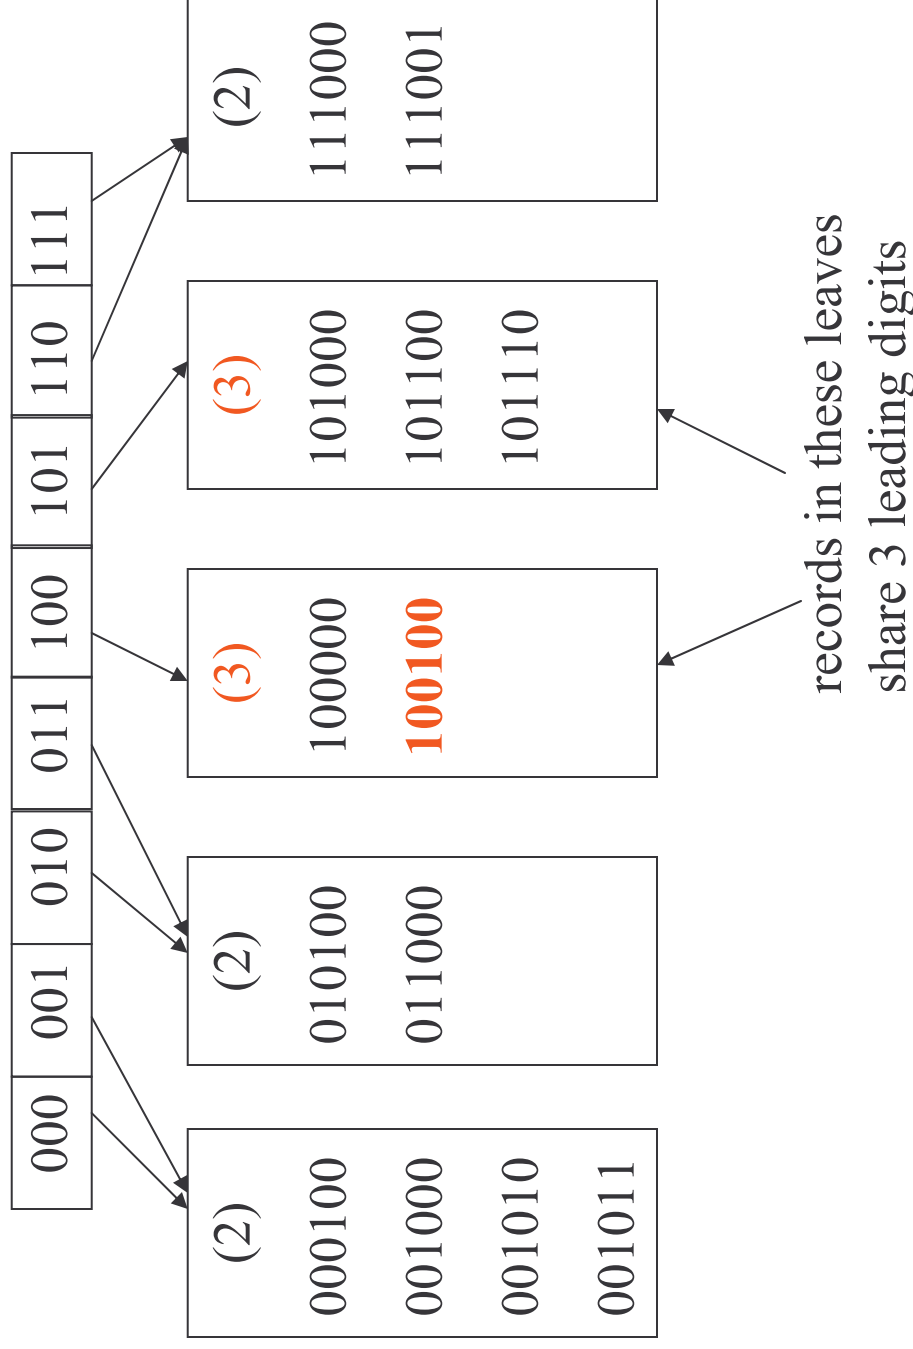 000 001 010 011 100 101 110 111
(2) (2) (3) (3) (2)
000100 010100 100000 101000 111000
001000 011000 100100 101100 111001
001010 101110
001011
records in these leaves
share 3 leading digits